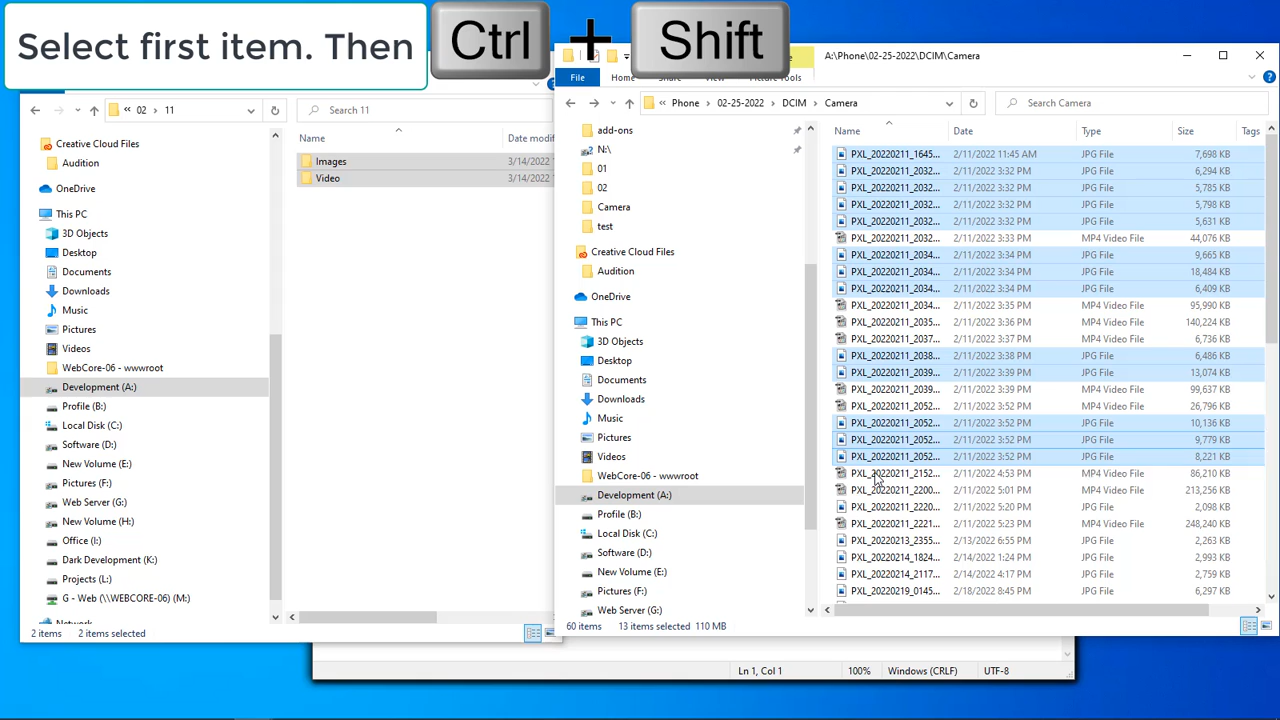 Select first item. Then Ctrl + Shift
A:\Phone\02-25-2022\DCIM\Camera
File Home
02 11
Search 11
Phone 02-25-2022 DCIM Camera
Search Camera
Creative Cloud Files
Audition
OneDrive
This PC
3D Objects
Desktop
Documents
Downloads
Music
Pictures
Videos
WebCore-06 - wwwroot
Development (A:)
Profile (B:)
Local Disk (C:)
Software (D:)
New Volume (E:)
Pictures (F:)
Web Server (G:)
New Volume (H:)
Office (I:)
Dark Development (K:)
Projects (L:)
G - Web (\\WEBCORE-06) (M:)
2 items 2 items selected
Name Date modif
Images 3/14/2022
Video 3/14/2022
add-ons
N:\
01
02
Camera
test
Creative Cloud Files
Audition
OneDrive
This PC
3D Objects
Desktop
Documents
Downloads
Music
Pictures
Videos
WebCore-06 - wwwroot
Development (A:)
Profile (B:)
Local Disk (C:)
Software (D:)
New Volume (E:)
Pictures (F:)
Web Server (G:)
60 items 13 items selected 110 MB
Name Date Type Size Tags
PXL_20220211_1645... 2/11/2022 11:45 AM JPG File 7,698 KB
PXL_20220211_2032... 2/11/2022 3:32 PM JPG File 6,294 KB
PXL_20220211_2032... 2/11/2022 3:32 PM JPG File 5,785 KB
PXL_20220211_2032... 2/11/2022 3:32 PM JPG File 5,798 KB
PXL_20220211_2032... 2/11/2022 3:32 PM JPG File 5,631 KB
PXL_20220211_2032... 2/11/2022 3:33 PM MP4 Video File 44,076 KB
PXL_20220211_2034... 2/11/2022 3:34 PM JPG File 9,665 KB
PXL_20220211_2034... 2/11/2022 3:34 PM JPG File 18,484 KB
PXL_20220211_2034... 2/11/2022 3:34 PM JPG File 6,409 KB
PXL_20220211_2034... 2/11/2022 3:35 PM MP4 Video File 95,990 KB
PXL_20220211_2035... 2/11/2022 3:36 PM MP4 Video File 140,224 KB
PXL_20220211_2037... 2/11/2022 3:37 PM MP4 Video File 6,736 KB
PXL_20220211_2038... 2/11/2022 3:38 PM JPG File 6,486 KB
PXL_20220211_2039... 2/11/2022 3:39 PM JPG File 13,074 KB
PXL_20220211_2039... 2/11/2022 3:39 PM MP4 Video File 99,637 KB
PXL_20220211_2052... 2/11/2022 3:52 PM MP4 Video File 26,796 KB
PXL_20220211_2052... 2/11/2022 3:52 PM JPG File 10,136 KB
PXL_20220211_2052... 2/11/2022 3:52 PM JPG File 9,779 KB
PXL_20220211_2052... 2/11/2022 3:52 PM JPG File 8,221 KB
PXL_20220211_2152... 2/11/2022 4:53 PM MP4 Video File 86,210 KB
PXL_20220211_2200... 2/11/2022 5:01 PM MP4 Video File 213,256 KB
PXL_20220211_2220... 2/11/2022 5:20 PM JPG File 2,098 KB
PXL_20220211_2221... 2/11/2022 5:23 PM MP4 Video File 248,240 KB
PXL_20220213_2355... 2/13/2022 6:55 PM JPG File 2,263 KB
PXL_20220214_1824... 2/14/2022 1:24 PM JPG File 2,993 KB
PXL_20220214_2117... 2/14/2022 4:17 PM JPG File 2,759 KB
PXL_20220219_0145... 2/18/2022 8:45 PM JPG File 6,297 KB
Ln 1, Col 1 100% Windows (CRLF) UTF-8